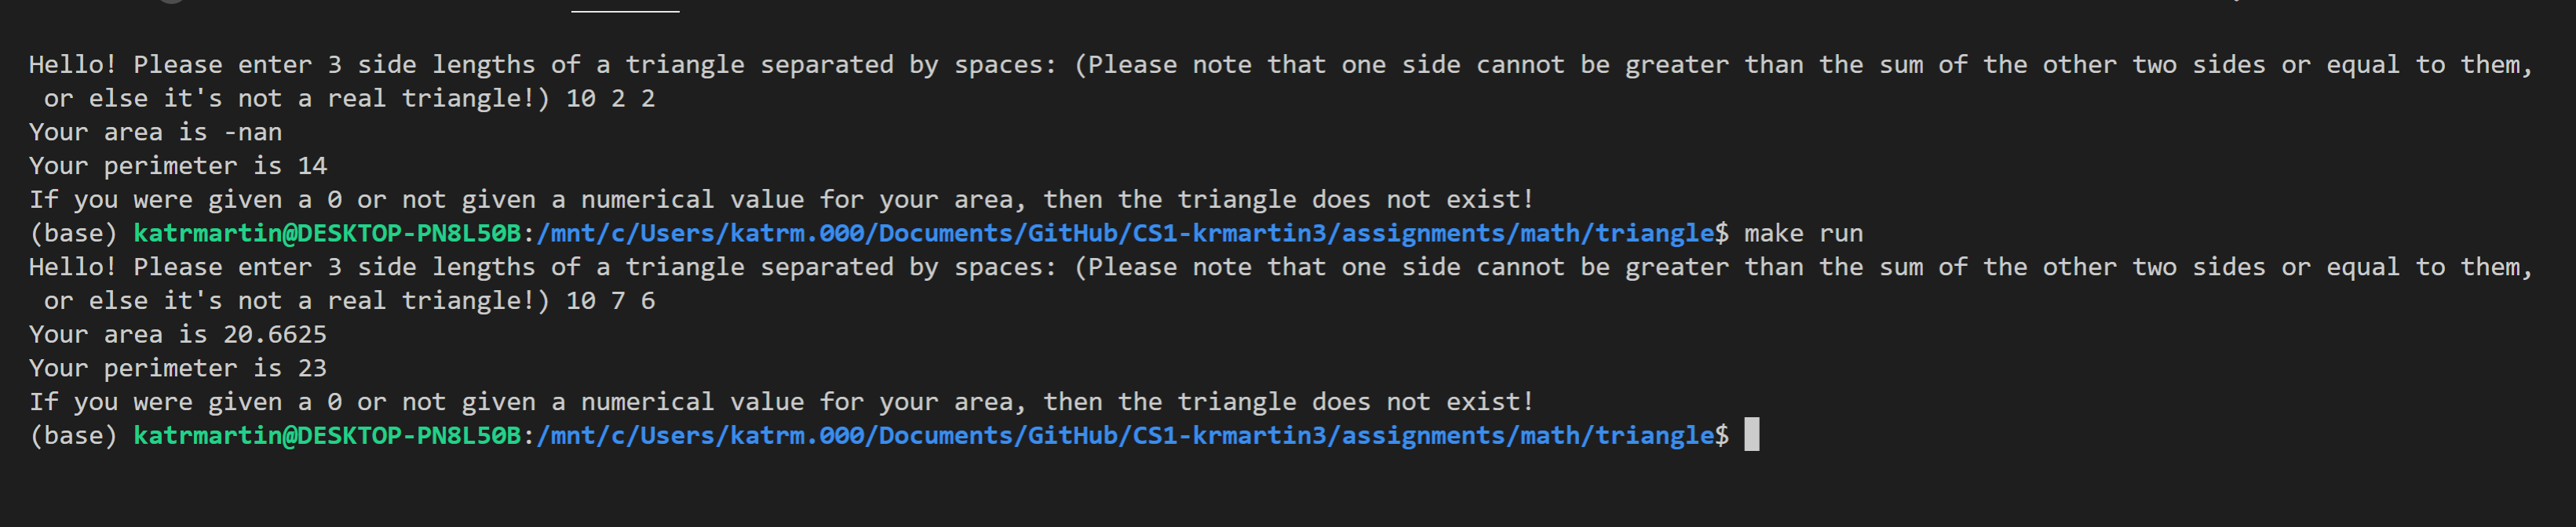 Hello! Please enter 3 side lengths of a triangle separated by spaces: (Please note that one side cannot be greater than the sum of the other two sides or equal to them,
 or else it's not a real triangle!) 10 2 2
Your area is -nan
Your perimeter is 14
If you were given a 0 or not given a numerical value for your area, then the triangle does not exist!
(base) katrmartin@DESKTOP-PN8L50B:/mnt/c/Users/katrm.000/Documents/GitHub/CS1-krmartin3/assignments/math/triangle$ make run
Hello! Please enter 3 side lengths of a triangle separated by spaces: (Please note that one side cannot be greater than the sum of the other two sides or equal to them,
 or else it's not a real triangle!) 10 7 6
Your area is 20.6625
Your perimeter is 23
If you were given a 0 or not given a numerical value for your area, then the triangle does not exist!
(base) katrmartin@DESKTOP-PN8L50B:/mnt/c/Users/katrm.000/Documents/GitHub/CS1-krmartin3/assignments/math/triangle$